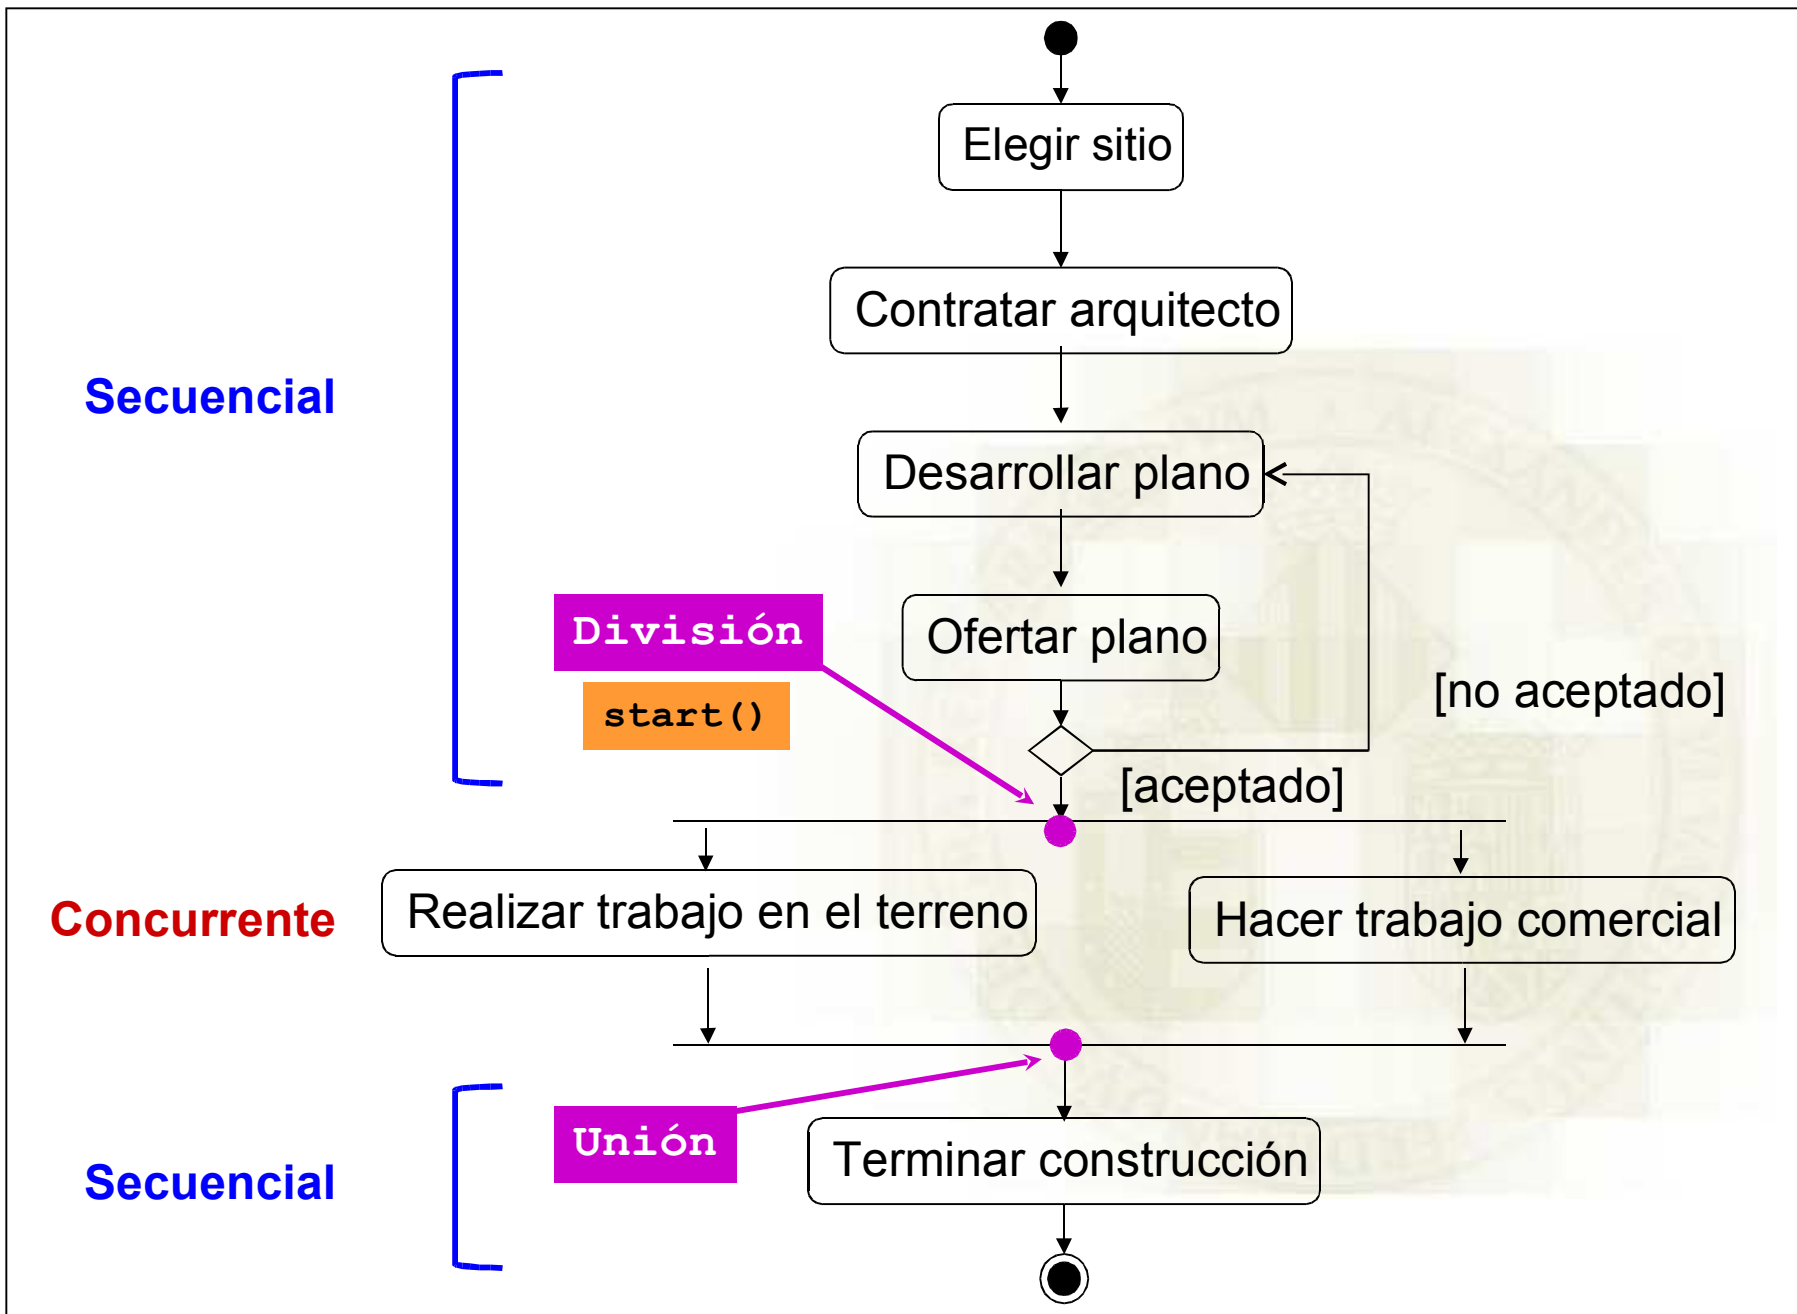 Elegir sitio
Contratar arquitecto
Secuencial
Desarrollar plano
División
Ofertar plano
start()
[no aceptado]
[aceptado]
Concurrente
Realizar trabajo en el terreno
Hacer trabajo comercial
Unión
Terminar construcción
Secuencial